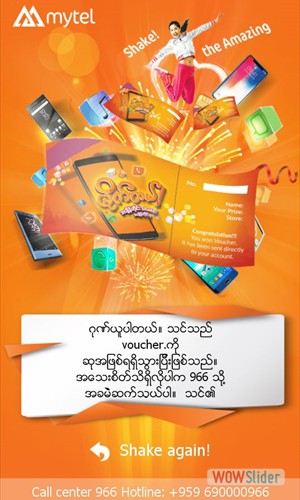 mytel
Shake!
the Amazing
No:
Name:
Your Prize:
Store:
Congratulation!!!
You won Voucher.
It has been sent directly
to your account.
ဂုဏ်ယူပါတယ်။ သင်သည်
voucher.ကို
ဆုအဖြစ်ရရှိသွားပြီးဖြစ်သည်။
အသေးစိတ်သိရှိလိုပါက 966 သို့
အခမဲ့ဆက်သွယ်ပါ။ သင်၏
Shake again!
WOWSlider
Call center 966 Hotline: +959 690000966